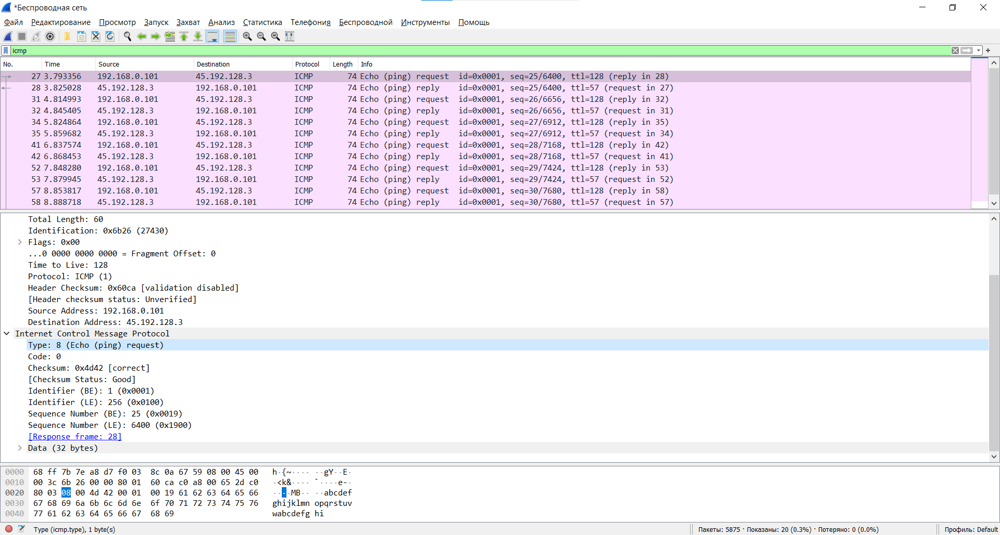 *Беспроводная сеть
Файл Редактирование Просмотр Запуск Захват Анализ Статистика Телефония Беспроводной Инструменты Помощь
icmp
No. Time Source Destination Protocol Length Info
27 3.793356 192.168.0.101 45.192.128.3 ICMP 74 Echo (ping) request id=0x0001, seq=25/6400, ttl=128 (reply in 28)
28 3.825028 45.192.128.3 192.168.0.101 ICMP 74 Echo (ping) reply id=0x0001, seq=25/6400, ttl=57 (request in 27)
31 4.814993 192.168.0.101 45.192.128.3 ICMP 74 Echo (ping) request id=0x0001, seq=26/6656, ttl=128 (reply in 32)
32 4.845405 45.192.128.3 192.168.0.101 ICMP 74 Echo (ping) reply id=0x0001, seq=26/6656, ttl=57 (request in 31)
34 5.824864 192.168.0.101 45.192.128.3 ICMP 74 Echo (ping) request id=0x0001, seq=27/6912, ttl=128 (reply in 35)
35 5.859682 45.192.128.3 192.168.0.101 ICMP 74 Echo (ping) reply id=0x0001, seq=27/6912, ttl=57 (request in 34)
41 6.837574 192.168.0.101 45.192.128.3 ICMP 74 Echo (ping) request id=0x0001, seq=28/7168, ttl=128 (reply in 42)
42 6.868453 45.192.128.3 192.168.0.101 ICMP 74 Echo (ping) reply id=0x0001, seq=28/7168, ttl=57 (request in 41)
52 7.848280 192.168.0.101 45.192.128.3 ICMP 74 Echo (ping) request id=0x0001, seq=29/7424, ttl=128 (reply in 53)
53 7.879945 45.192.128.3 192.168.0.101 ICMP 74 Echo (ping) reply id=0x0001, seq=29/7424, ttl=57 (request in 52)
57 8.853817 192.168.0.101 45.192.128.3 ICMP 74 Echo (ping) request id=0x0001, seq=30/7680, ttl=128 (reply in 58)
58 8.888718 45.192.128.3 192.168.0.101 ICMP 74 Echo (ping) reply id=0x0001, seq=30/7680, ttl=57 (request in 57)
Total Length: 60
Identification: 0x6b26 (27430)
Flags: 0x00
...0 0000 0000 0000 = Fragment Offset: 0
Time to Live: 128
Protocol: ICMP (1)
Header Checksum: 0x60ca [validation disabled]
[Header checksum status: Unverified]
Source Address: 192.168.0.101
Destination Address: 45.192.128.3
Internet Control Message Protocol
Type: 8 (Echo (ping) request)
Code: 0
Checksum: 0x4d42 [correct]
[Checksum Status: Good]
Identifier (BE): 1 (0x0001)
Identifier (LE): 256 (0x0100)
Sequence Number (BE): 25 (0x0019)
Sequence Number (LE): 6400 (0x1900)
[Response frame: 28]
Data (32 bytes)
0000 68 ff 7b 7e a8 d7 f0 03 8c 0a 67 59 08 00 45 00 h·{~···· ··gY··E·
0010 00 3c 6b 26 00 00 80 01 60 ca c0 a8 00 65 2d c0 ·<k&···· `····e-·
0020 80 03 08 00 4d 42 00 01 00 19 61 62 63 64 65 66 ····MB·· ··abcdef
0030 67 68 69 6a 6b 6c 6d 6e 6f 70 71 72 73 74 75 76 ghijklmn opqrstuv
0040 77 61 62 63 64 65 66 67 68 69 wabcdefg hi
Type (icmp.type), 1 byte(s) Пакеты: 5875 · Показаны: 20 (0.3%) · Потеряно: 0 (0.0%) Профиль: Default